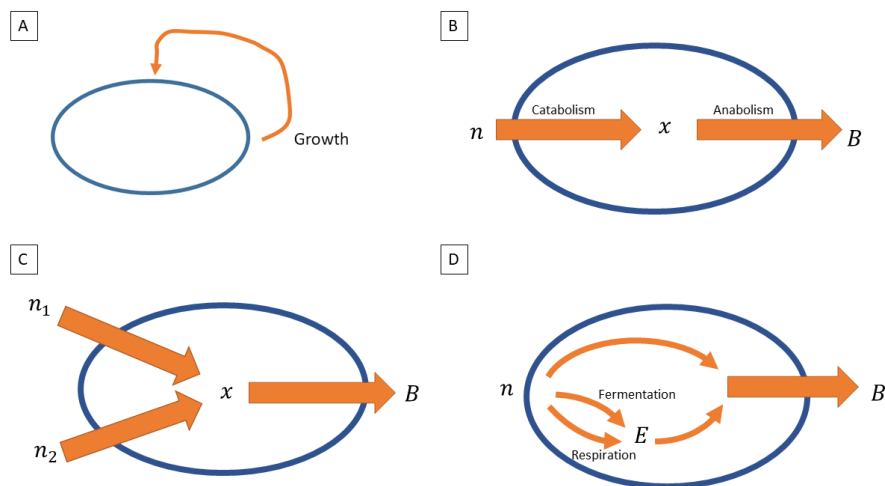 A
Growth
B
Catabolism
Anabolism
n
x
B
C
n₁
n₂
x
B
D
n
Fermentation
E
Respiration
B